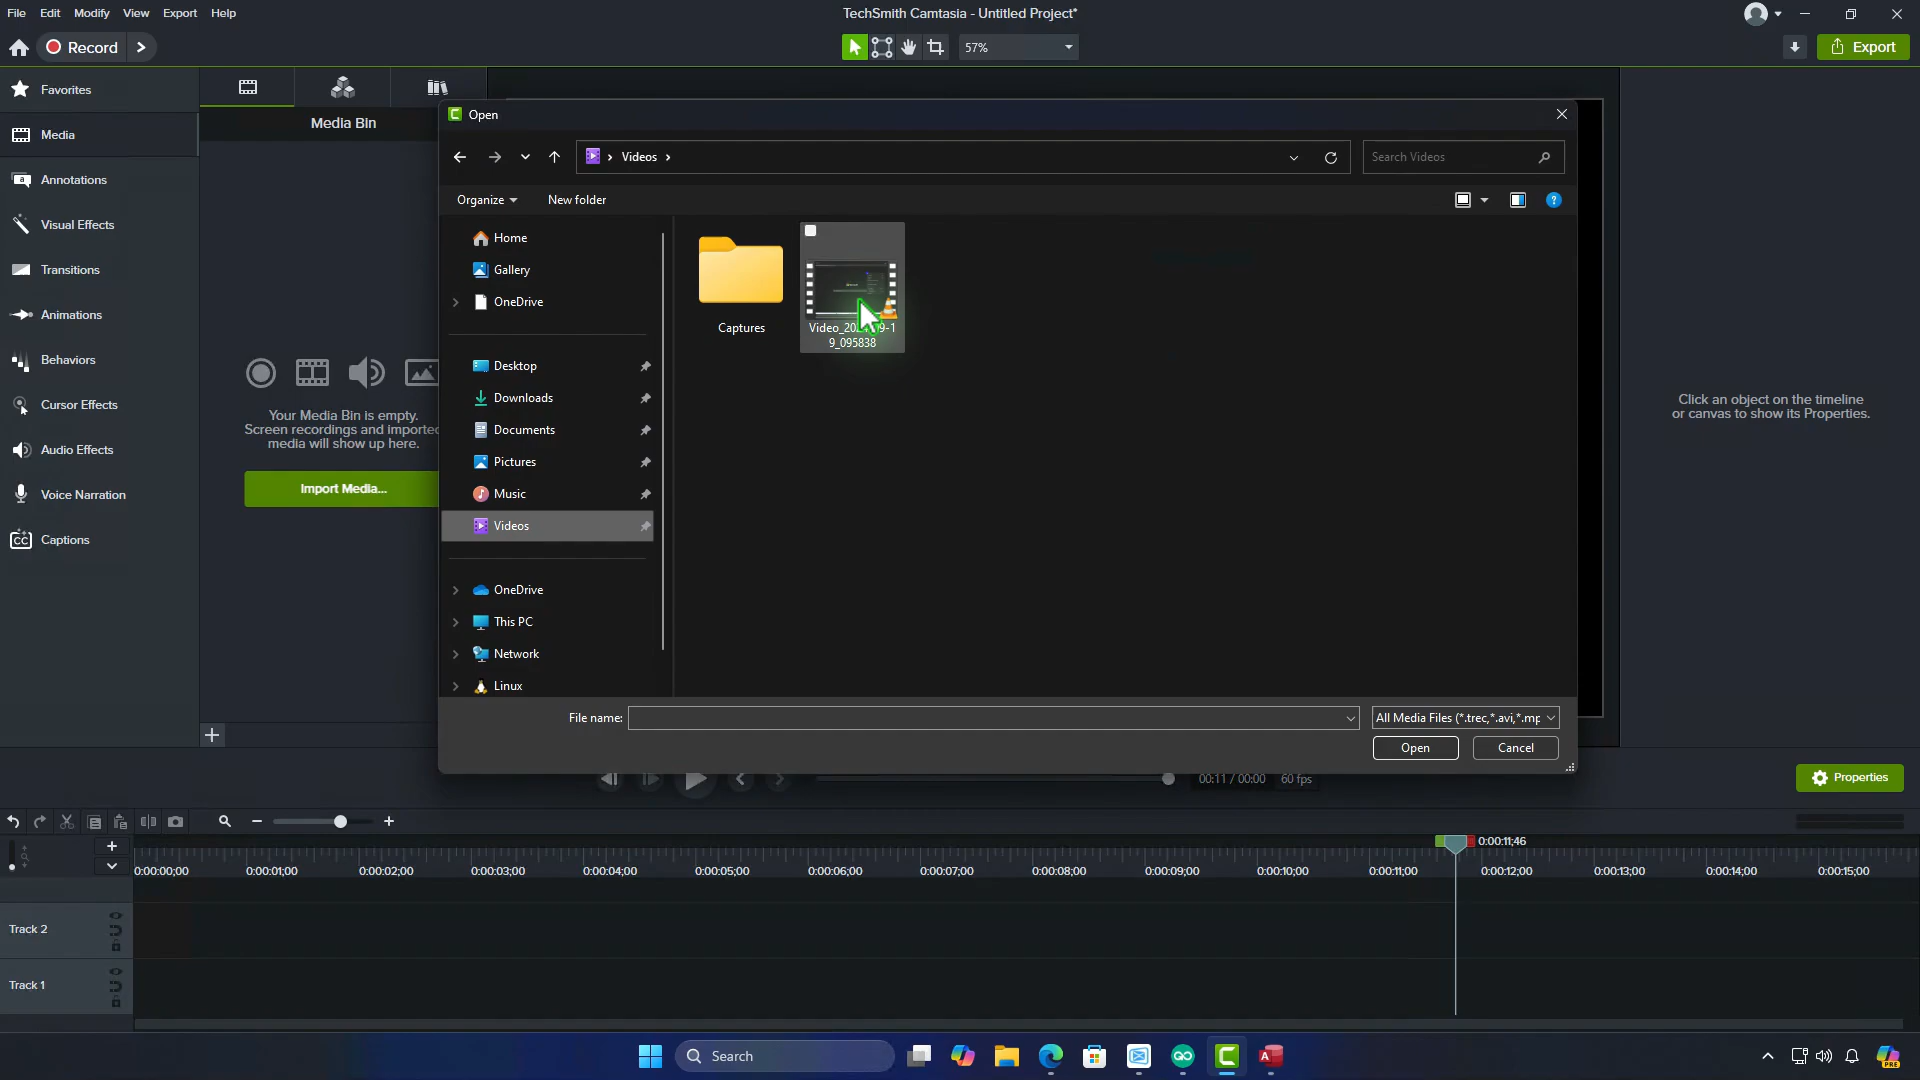 File Edit Modify View Export Help
TechSmith Camtasia - Untitled Project*
Record
57%
Export
Favorites
Media
Annotations
Visual Effects
Transitions
Animations
Behaviors
Cursor Effects
Audio Effects
Voice Narration
Captions
Media Bin
Your Media Bin is empty.
Screen recordings and imported
media will show up here.
Import Media...
Open
Videos
Search Videos
Organize
New folder
Home
Gallery
OneDrive
Desktop
Downloads
Documents
Pictures
Music
Videos
OneDrive
This PC
Network
Linux
Captures
9_095838
File name:
All Media Files (*.trec,*.avi,*.mp
Open
Cancel
Click an object on the timeline
or canvas to show its Properties.
00:11 / 00:00
60 fps
Properties
0:00:11;46
0:00:00;00
0:00:01;00
0:00:02;00
0:00:03;00
0:00:04;00
0:00:05;00
0:00:06;00
0:00:07;00
0:00:08;00
0:00:09;00
0:00:10;00
0:00:11;00
0:00:12;00
0:00:13;00
0:00:14;00
0:00:15;00
Track 2
Track 1
Search